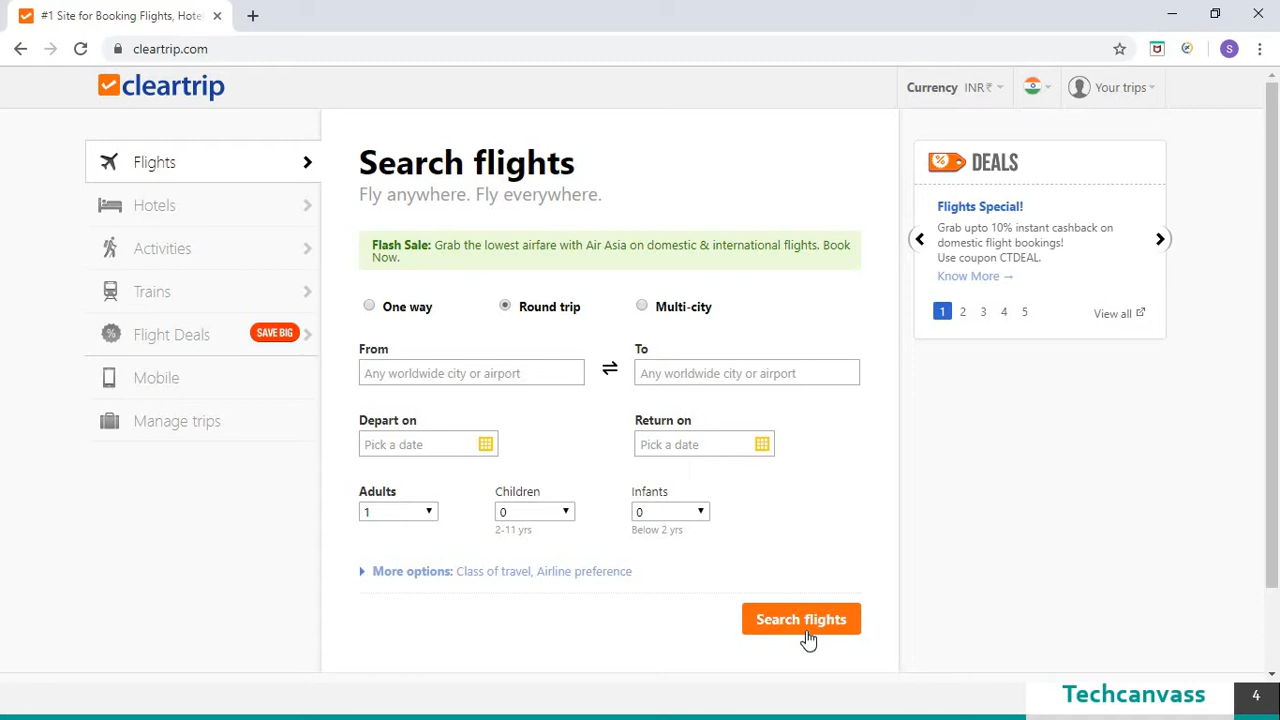 #1 Site for Booking Flights, Hote
cleartrip.com
S
cleartrip
Currency INR₹
Your trips
Flights
Hotels
Activities
Trains
Flight Deals SAVE BIG
Mobile
Manage trips
Search flights
Fly anywhere. Fly everywhere.
Flash Sale: Grab the lowest airfare with Air Asia on domestic & international flights. Book
Now.
One way Round trip Multi-city
From To
Any worldwide city or airport Any worldwide city or airport
Depart on Return on
Pick a date Pick a date
Adults Children Infants
1 0 0
2-11 yrs Below 2 yrs
More options: Class of travel, Airline preference
Search flights
% DEALS
Flights Special!
Grab upto 10% instant cashback on
domestic flight bookings!
Use coupon CTDEAL.
Know More →
1 2 3 4 5 View all
Techcanvass 4